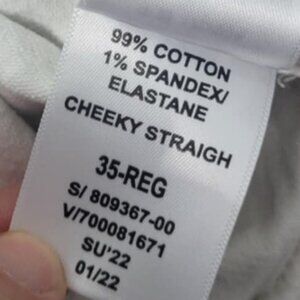 99% COTTON
1% SPANDEX/
ELASTANE
CHEEKY STRAIGH
35-REG
S/ 809367-00
V/700081671
SU'22
01/22